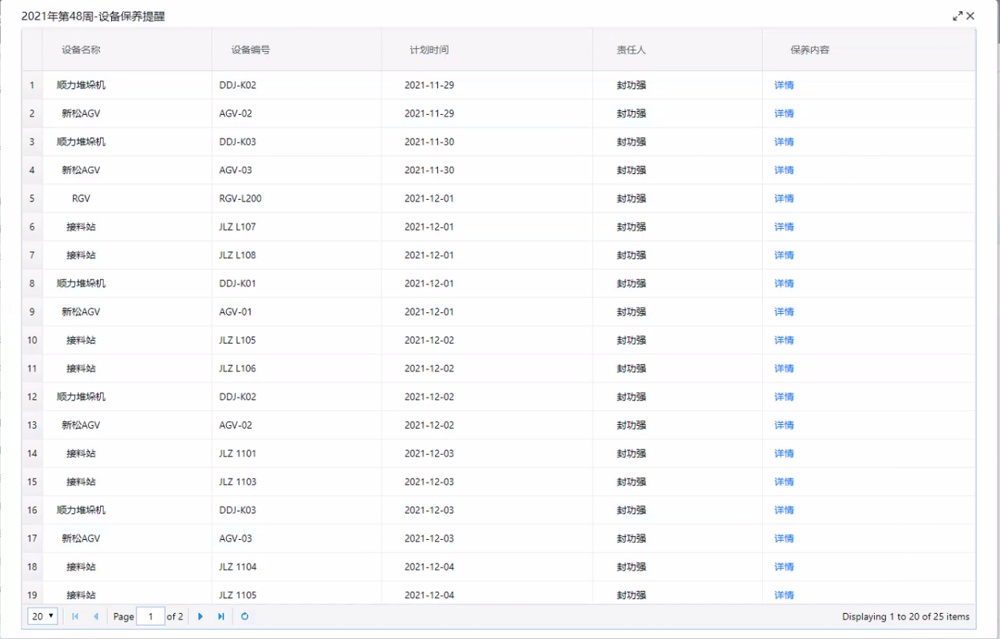 2021年第48周-设备保养提醒
设备名称 设备编号 计划时间 责任人 保养内容
1 顺力堆垛机 DDJ-K02 2021-11-29 封功强 详情
2 新松AGV AGV-02 2021-11-29 封功强 详情
3 顺力堆垛机 DDJ-K03 2021-11-30 封功强 详情
4 新松AGV AGV-03 2021-11-30 封功强 详情
5 RGV RGV-L200 2021-12-01 封功强 详情
6 接料站 JLZ L107 2021-12-01 封功强 详情
7 接料站 JLZ L108 2021-12-01 封功强 详情
8 顺力堆垛机 DDJ-K01 2021-12-01 封功强 详情
9 新松AGV AGV-01 2021-12-01 封功强 详情
10 接料站 JLZ L105 2021-12-02 封功强 详情
11 接料站 JLZ L106 2021-12-02 封功强 详情
12 顺力堆垛机 DDJ-K02 2021-12-02 封功强 详情
13 新松AGV AGV-02 2021-12-02 封功强 详情
14 接料站 JLZ 1101 2021-12-03 封功强 详情
15 接料站 JLZ 1103 2021-12-03 封功强 详情
16 顺力堆垛机 DDJ-K03 2021-12-03 封功强 详情
17 新松AGV AGV-03 2021-12-03 封功强 详情
18 接料站 JLZ 1104 2021-12-04 封功强 详情
19 接料站 JLZ 1105 2021-12-04 封功强 详情
20 Page 1 of 2 Displaying 1 to 20 of 25 items